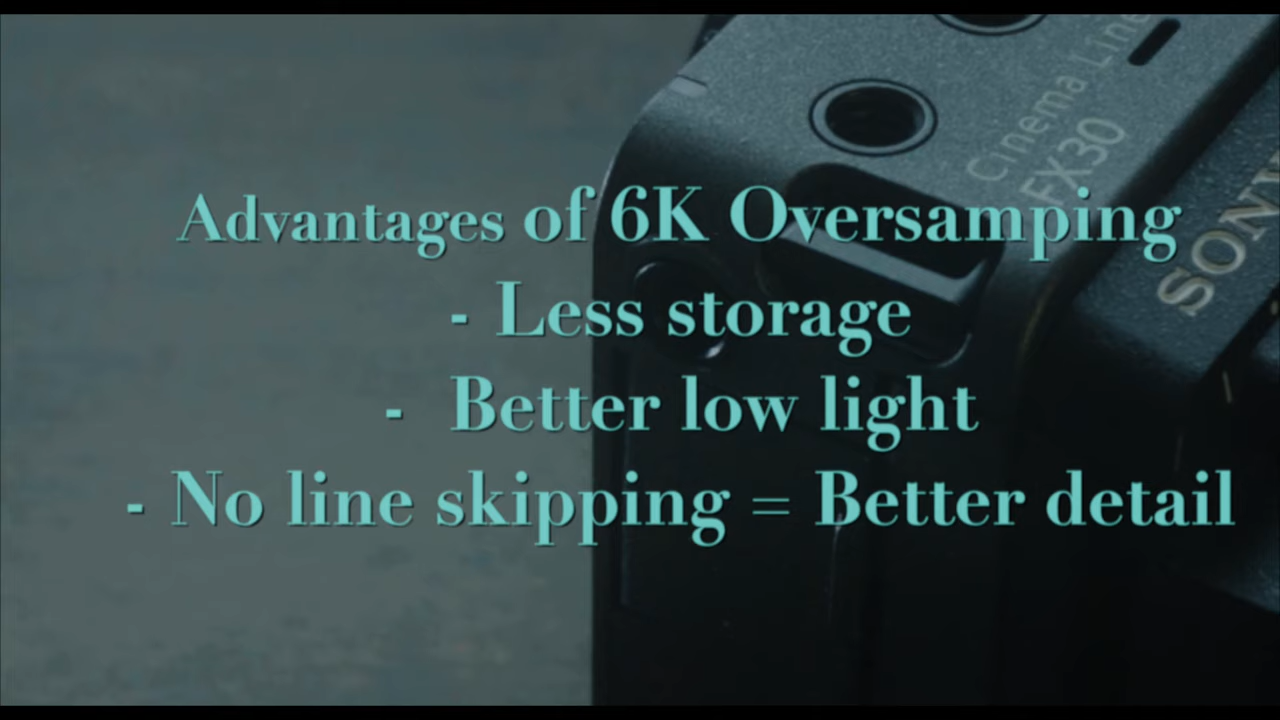 Cinema Line
FX30
SONY
Advantages of 6K Oversamping
- Less storage
- Better low light
- No line skipping = Better detail